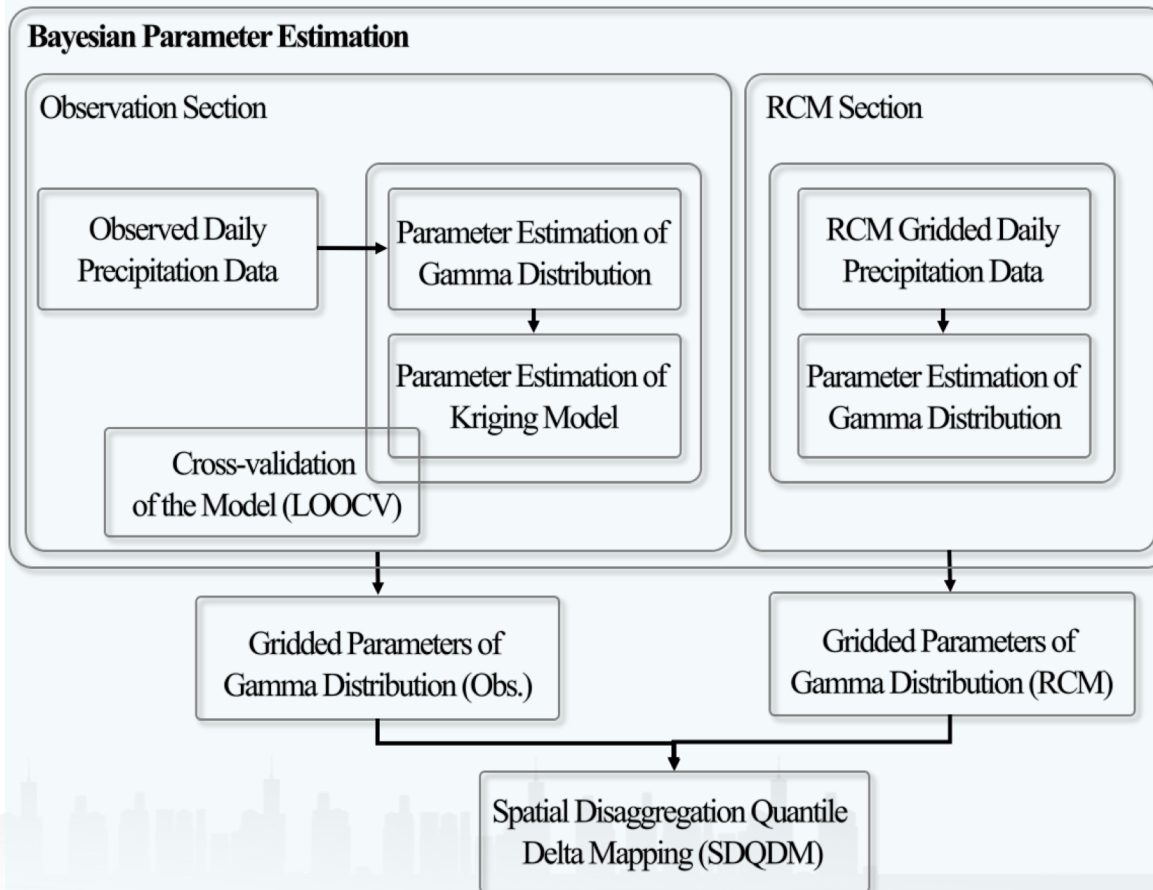 Bayesian Parameter Estimation
Observation Section
Observed Daily
Precipitation Data
Parameter Estimation of
Gamma Distribution
Parameter Estimation of
Kriging Model
Cross-validation
of the Model (LOOCV)
RCM Section
RCM Gridded Daily
Precipitation Data
Parameter Estimation of
Gamma Distribution
Gridded Parameters of
Gamma Distribution (Obs.)
Gridded Parameters of
Gamma Distribution (RCM)
Spatial Disaggregation Quantile
Delta Mapping (SDQDM)